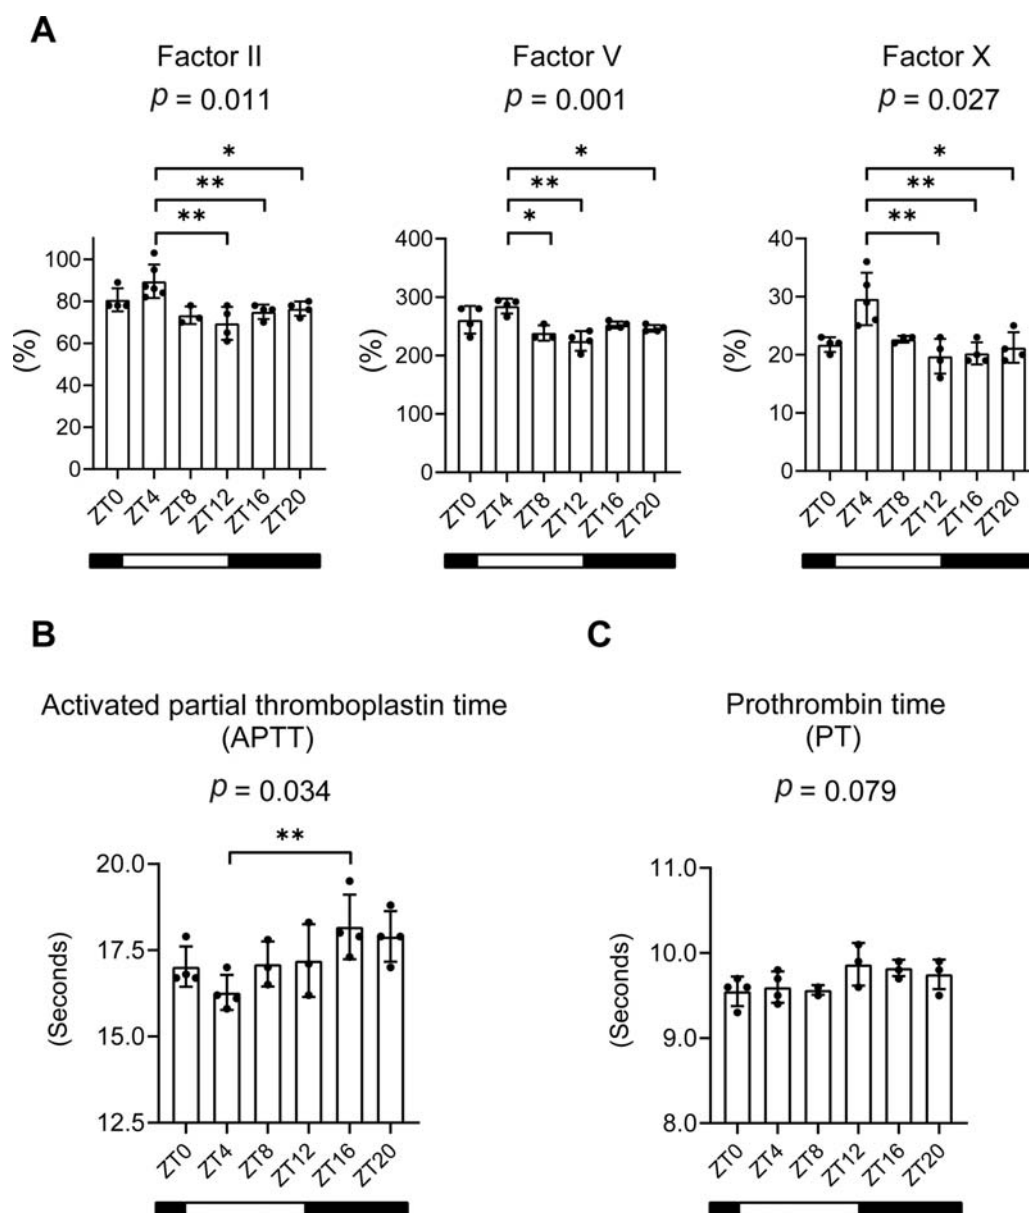 A
Factor II
p = 0.011
*
**
**
(%)
100
80
60
40
20
0
ZT0
ZT4
ZT8
ZT12
ZT16
ZT20
Factor V
p = 0.001
*
**
*
(%)
400
300
200
100
0
ZT0
ZT4
ZT8
ZT12
ZT16
ZT20
Factor X
p = 0.027
*
**
**
(%)
40
30
20
10
0
ZT0
ZT4
ZT8
ZT12
ZT16
ZT20
B
Activated partial thromboplastin time
(APTT)
p = 0.034
**
(Seconds)
20.0
17.5
15.0
12.5
ZT0
ZT4
ZT8
ZT12
ZT16
ZT20
C
Prothrombin time
(PT)
p = 0.079
(Seconds)
11.0
10.0
9.0
8.0
ZT0
ZT4
ZT8
ZT12
ZT16
ZT20